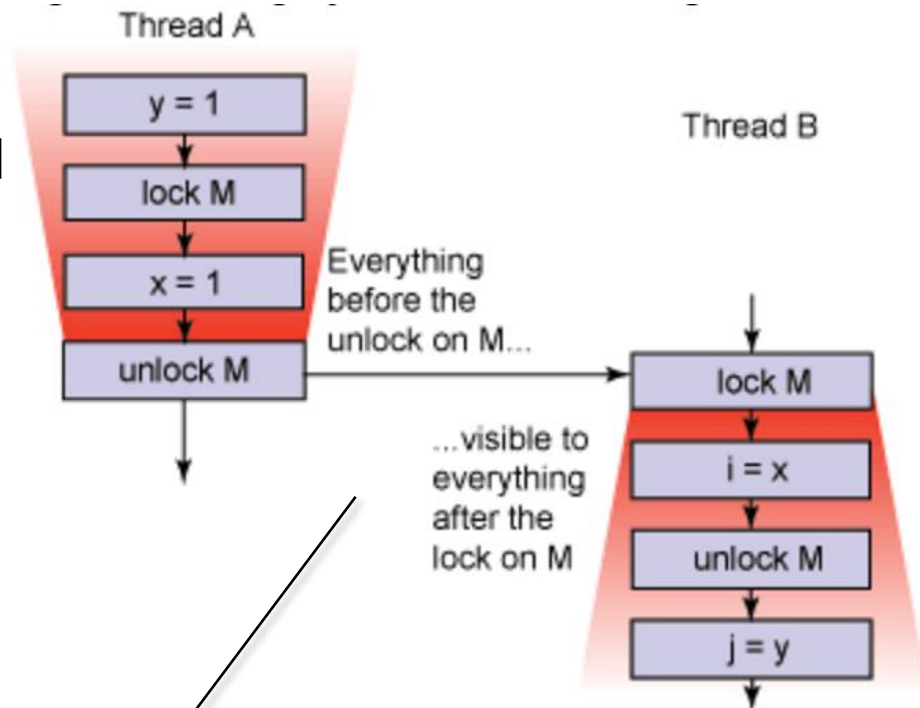 Thread A
y = 1
lock M
x = 1
unlock M
Everything
before the
unlock on M...
Thread B
lock M
...visible to
everything
after the
lock on M
i = x
unlock M
j = y